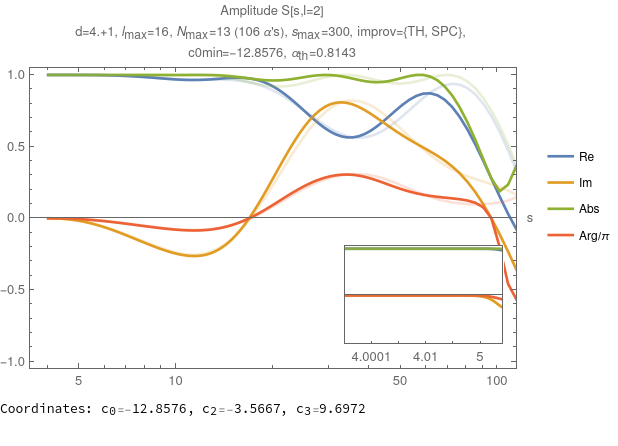 Amplitude S[s,l=2]
d=4.+1, lmax=16, Nmax=13 (106 α's), smax=300, improv={TH, SPC},
c0min=-12.8576, αth=0.8143
1.0
0.5
0.0
-0.5
-1.0
s
Re
Im
Abs
Arg/π
4.0001 4.01 5
5 10 50 100
Coordinates: c0=-12.8576, c2=-3.5667, c3=9.6972